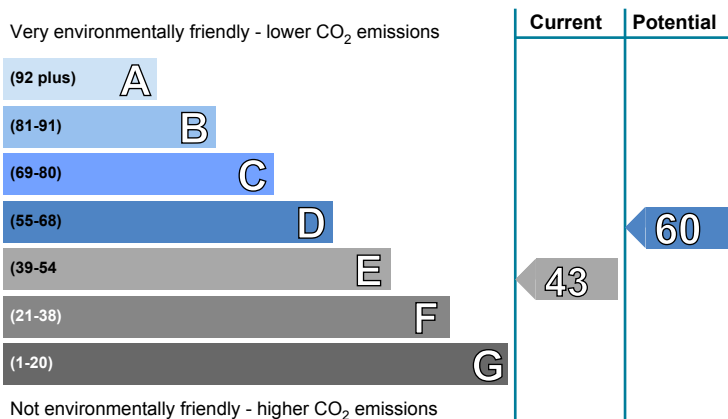 Current Potential
Very environmentally friendly - lower CO2 emissions
(92 plus) A
(81-91) B
(69-80) C
(55-68) D
60
(39-54 E
43
(21-38) F
(1-20) G
Not environmentally friendly - higher CO2 emissions